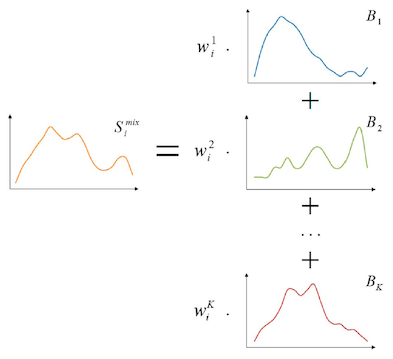 w_i^1 · B_1
+
S_i^{mix} = w_i^2 · B_2
+
...
+
w_i^K · B_K